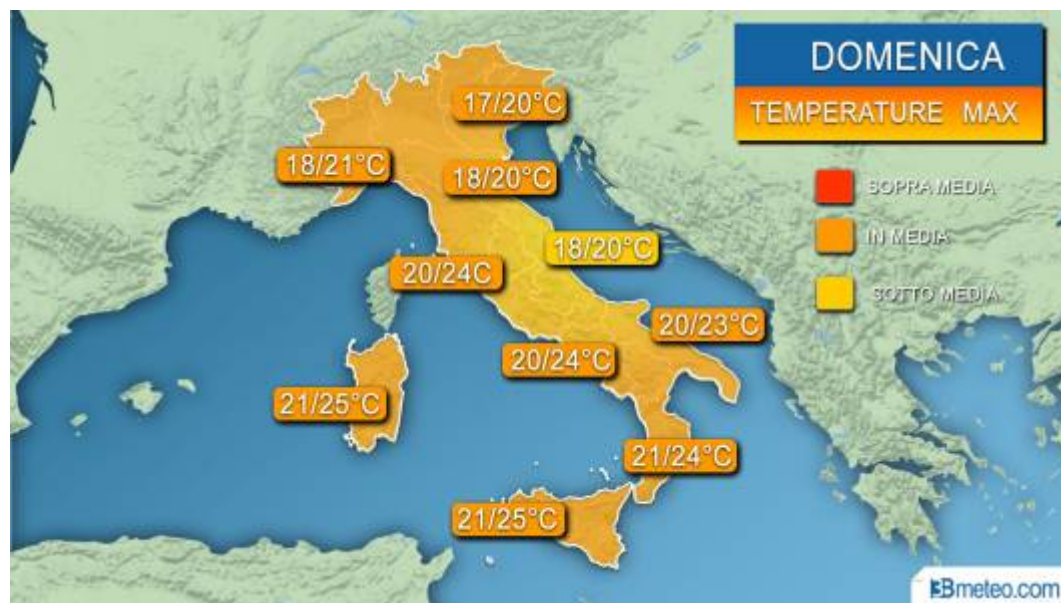 DOMENICA
TEMPERATURE MAX
17/20°C
18/21°C
18/20°C
SOPRA MEDIA
IN MEDIA
SOTTO MEDIA
18/20°C
20/24C
20/23°C
20/24°C
21/25°C
21/24°C
21/25°C
3Bmeteo.com